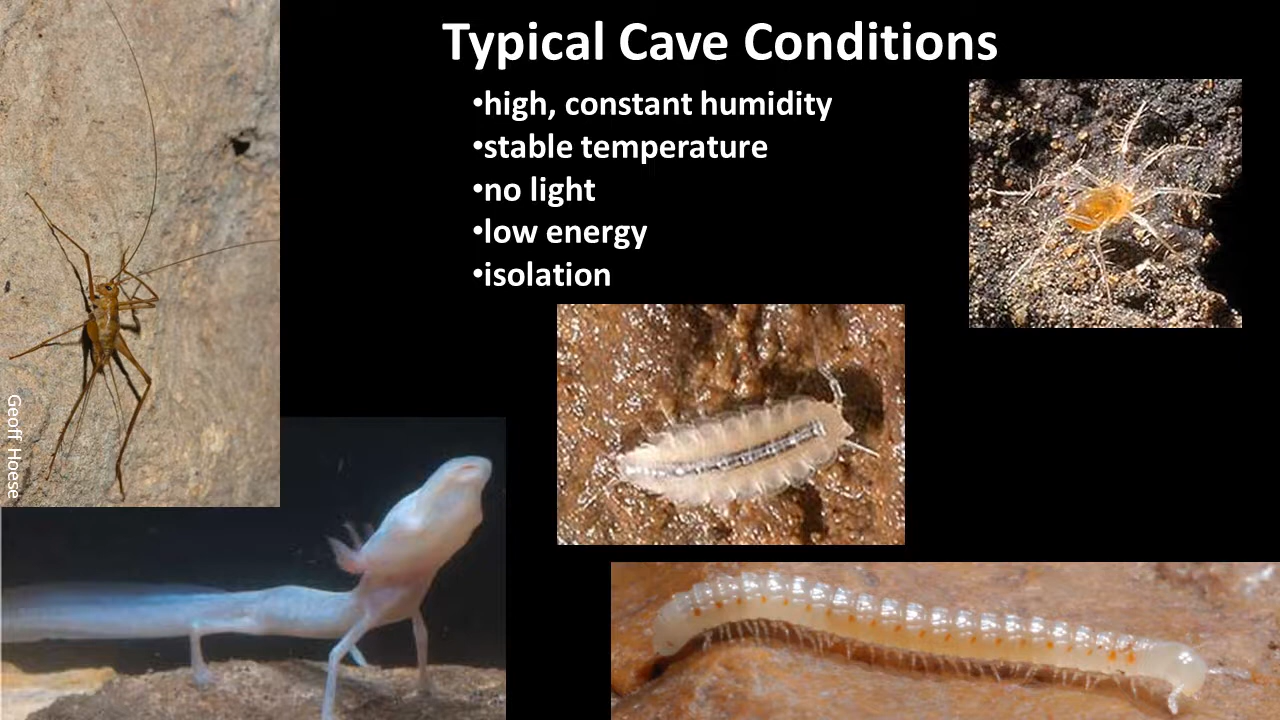 Typical Cave Conditions
•high, constant humidity
•stable temperature
•no light
•low energy
•isolation
Geoff Hoese